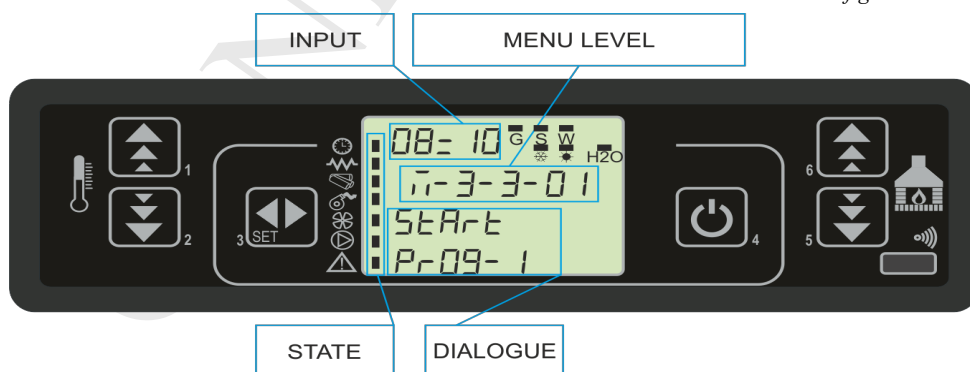 INPUT
MENU LEVEL
08:10
G S W
H2O
n-3-3-01
1
6
StArt
3 SET
4
2
5
Pr09-1
STATE
DIALOGUE